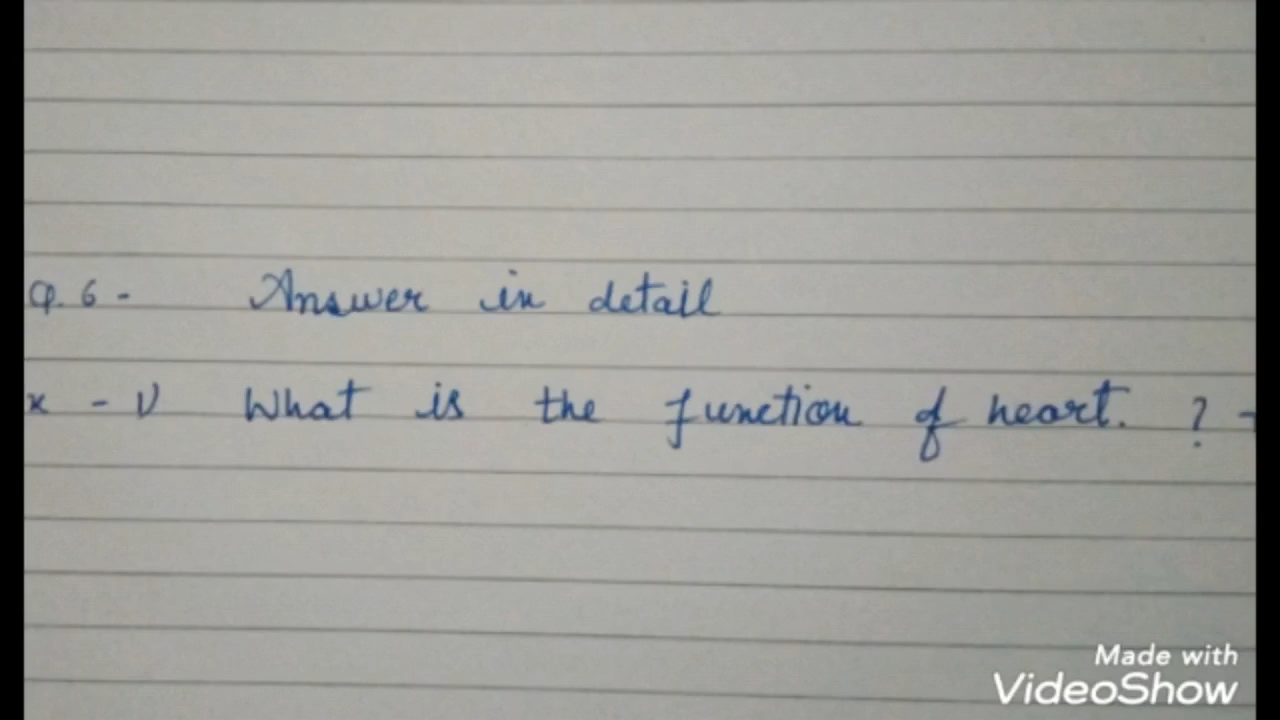 Q. 6 - Answer in detail
x - V What is the function of heart. ? -
Made with
VideoShow